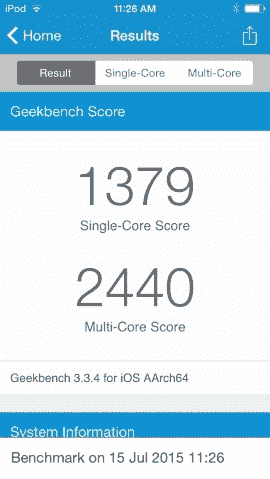 iPod 11:26 AM
Home Results
Result Single-Core Multi-Core
Geekbench Score
1379
Single-Core Score
2440
Multi-Core Score
Geekbench 3.3.4 for iOS AArch64
System Information
Benchmark on 15 Jul 2015 11:26